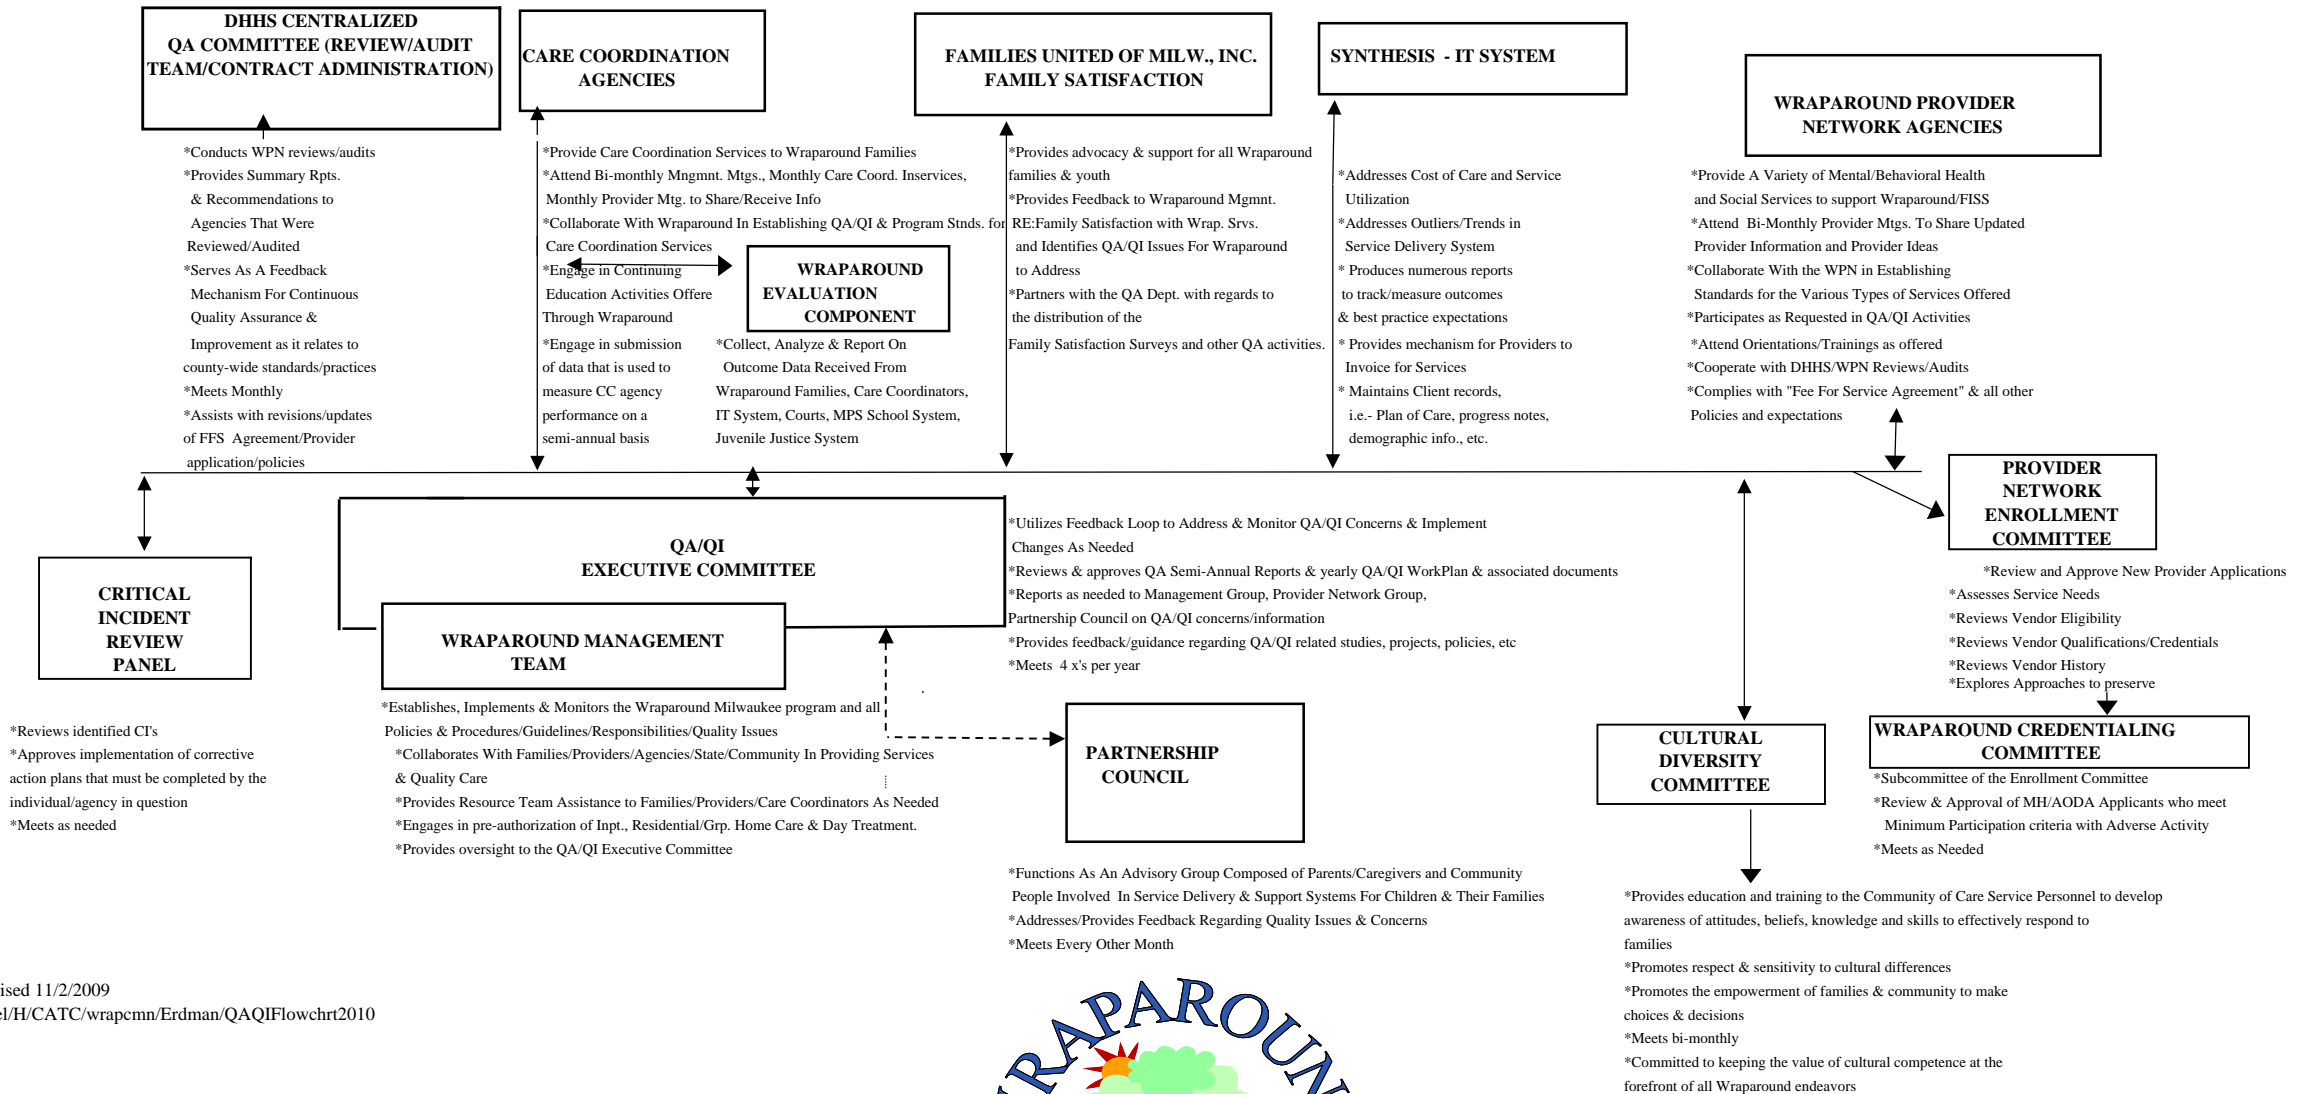 DHHS CENTRALIZED
QA COMMITTEE (REVIEW/AUDIT
TEAM/CONTRACT ADMINISTRATION)
CARE COORDINATION
AGENCIES
FAMILIES UNITED OF MILW., INC.
FAMILY SATISFACTION
SYNTHESIS - IT SYSTEM
WRAPAROUND PROVIDER
NETWORK AGENCIES
*Conducts WPN reviews/audits
*Provides Summary Rpts.
& Recommendations to
Agencies That Were
Reviewed/Audited
*Serves As A Feedback
Mechanism For Continuous
Quality Assurance &
Improvement as it relates to
county-wide standards/practices
*Meets Monthly
*Assists with revisions/updates
of FFS Agreement/Provider
application/policies
*Provide Care Coordination Services to Wraparound Families
*Attend Bi-monthly Mngmnt. Mtgs., Monthly Care Coord. Inservices,
Monthly Provider Mtg. to Share/Receive Info
*Collaborate With Wraparound In Establishing QA/QI & Program Stnds. for
Care Coordination Services
*Engage in Continuing
Education Activities Offere
Through Wraparound
*Engage in submission
of data that is used to
measure CC agency
performance on a
semi-annual basis
WRAPAROUND
EVALUATION
COMPONENT
*Collect, Analyze & Report On
Outcome Data Received From
Wraparound Families, Care Coordinators,
IT System, Courts, MPS School System,
Juvenile Justice System
*Provides advocacy & support for all Wraparound
families & youth
*Provides Feedback to Wraparound Mgmnt.
RE:Family Satisfaction with Wrap. Srvs.
and Identifies QA/QI Issues For Wraparound
to Address
*Partners with the QA Dept. with regards to
the distribution of the
Family Satisfaction Surveys and other QA activities.
*Addresses Cost of Care and Service
Utilization
*Addresses Outliers/Trends in
Service Delivery System
* Produces numerous reports
to track/measure outcomes
& best practice expectations
* Provides mechanism for Providers to
Invoice for Services
* Maintains Client records,
i.e.- Plan of Care, progress notes,
demographic info., etc.
*Provide A Variety of Mental/Behavioral Health
and Social Services to support Wraparound/FISS
*Attend Bi-Monthly Provider Mtgs. To Share Updated
Provider Information and Provider Ideas
*Collaborate With the WPN in Establishing
Standards for the Various Types of Services Offered
*Participates as Requested in QA/QI Activities
*Attend Orientations/Trainings as offered
*Cooperate with DHHS/WPN Reviews/Audits
*Complies with "Fee For Service Agreement" & all other
Policies and expectations
CRITICAL
INCIDENT
REVIEW
PANEL
*Reviews identified CI's
*Approves implementation of corrective
action plans that must be completed by the
individual/agency in question
*Meets as needed
QA/QI
EXECUTIVE COMMITTEE
*Utilizes Feedback Loop to Address & Monitor QA/QI Concerns & Implement
Changes As Needed
*Reviews & approves QA Semi-Annual Reports & yearly QA/QI WorkPlan & associated documents
*Reports as needed to Management Group, Provider Network Group,
Partnership Council on QA/QI concerns/information
*Provides feedback/guidance regarding QA/QI related studies, projects, policies, etc
*Meets 4 x's per year
WRAPAROUND MANAGEMENT
TEAM
*Establishes, Implements & Monitors the Wraparound Milwaukee program and all
Policies & Procedures/Guidelines/Responsibilities/Quality Issues
*Collaborates With Families/Providers/Agencies/State/Community In Providing Services
& Quality Care
*Provides Resource Team Assistance to Families/Providers/Care Coordinators As Needed
*Engages in pre-authorization of Inpt., Residential/Grp. Home Care & Day Treatment.
*Provides oversight to the QA/QI Executive Committee
PARTNERSHIP
COUNCIL
*Functions As An Advisory Group Composed of Parents/Caregivers and Community
People Involved In Service Delivery & Support Systems For Children & Their Families
*Addresses/Provides Feedback Regarding Quality Issues & Concerns
*Meets Every Other Month
PROVIDER
NETWORK
ENROLLMENT
COMMITTEE
*Review and Approve New Provider Applications
*Assesses Service Needs
*Reviews Vendor Eligibility
*Reviews Vendor Qualifications/Credentials
*Reviews Vendor History
*Explores Approaches to preserve
WRAPAROUND CREDENTIALING
COMMITTEE
*Subcommittee of the Enrollment Committee
*Review & Approval of MH/AODA Applicants who meet
Minimum Participation criteria with Adverse Activity
*Meets as Needed
CULTURAL
DIVERSITY
COMMITTEE
*Provides education and training to the Community of Care Service Personnel to develop
awareness of attitudes, beliefs, knowledge and skills to effectively respond to
families
*Promotes respect & sensitivity to cultural differences
*Promotes the empowerment of families & community to make
choices & decisions
*Meets bi-monthly
*Committed to keeping the value of cultural competence at the
forefront of all Wraparound endeavors
ised 11/2/2009
el/H/CATC/wrapcmn/Erdman/QAQIFlowchrt2010
WRAPAROUN